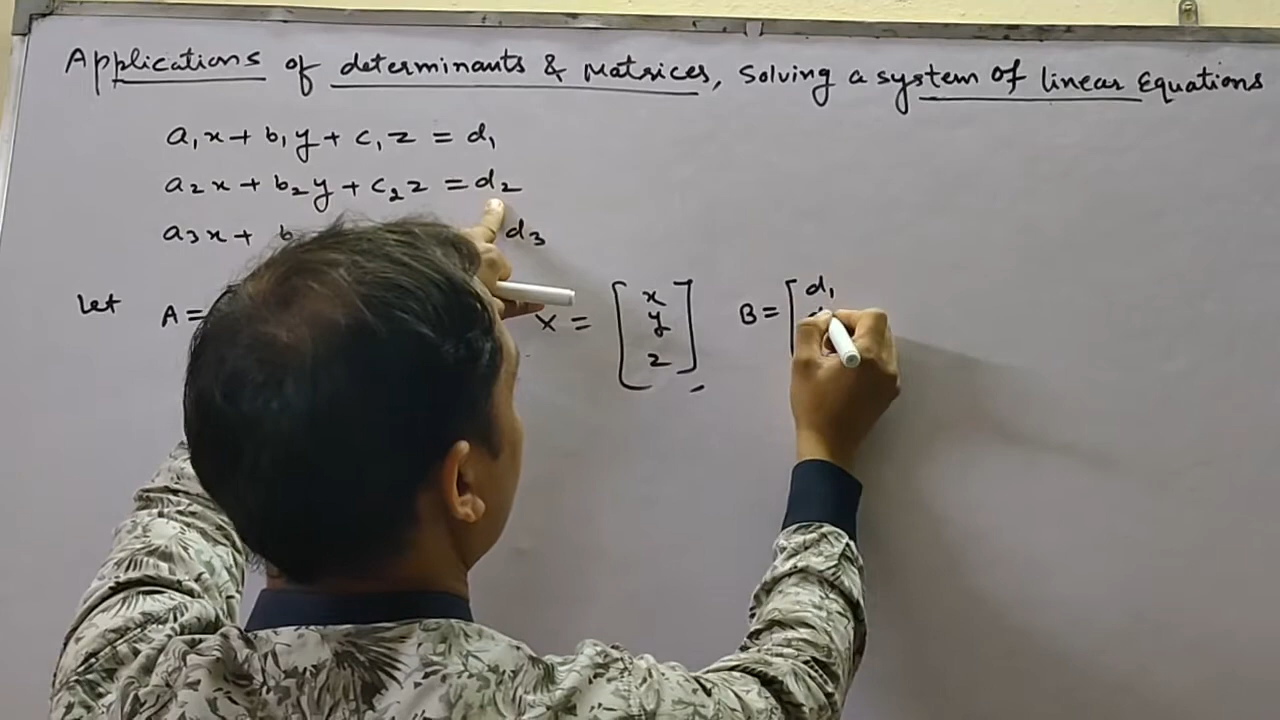 Applications of determinants & Matrices, Solving a system of linear Equations
a₁x + b₁y + c₁z = d₁
a₂x + b₂y + c₂z = d₂
a₃x + b d₃
Let A = X = [x y z] B = [d₁